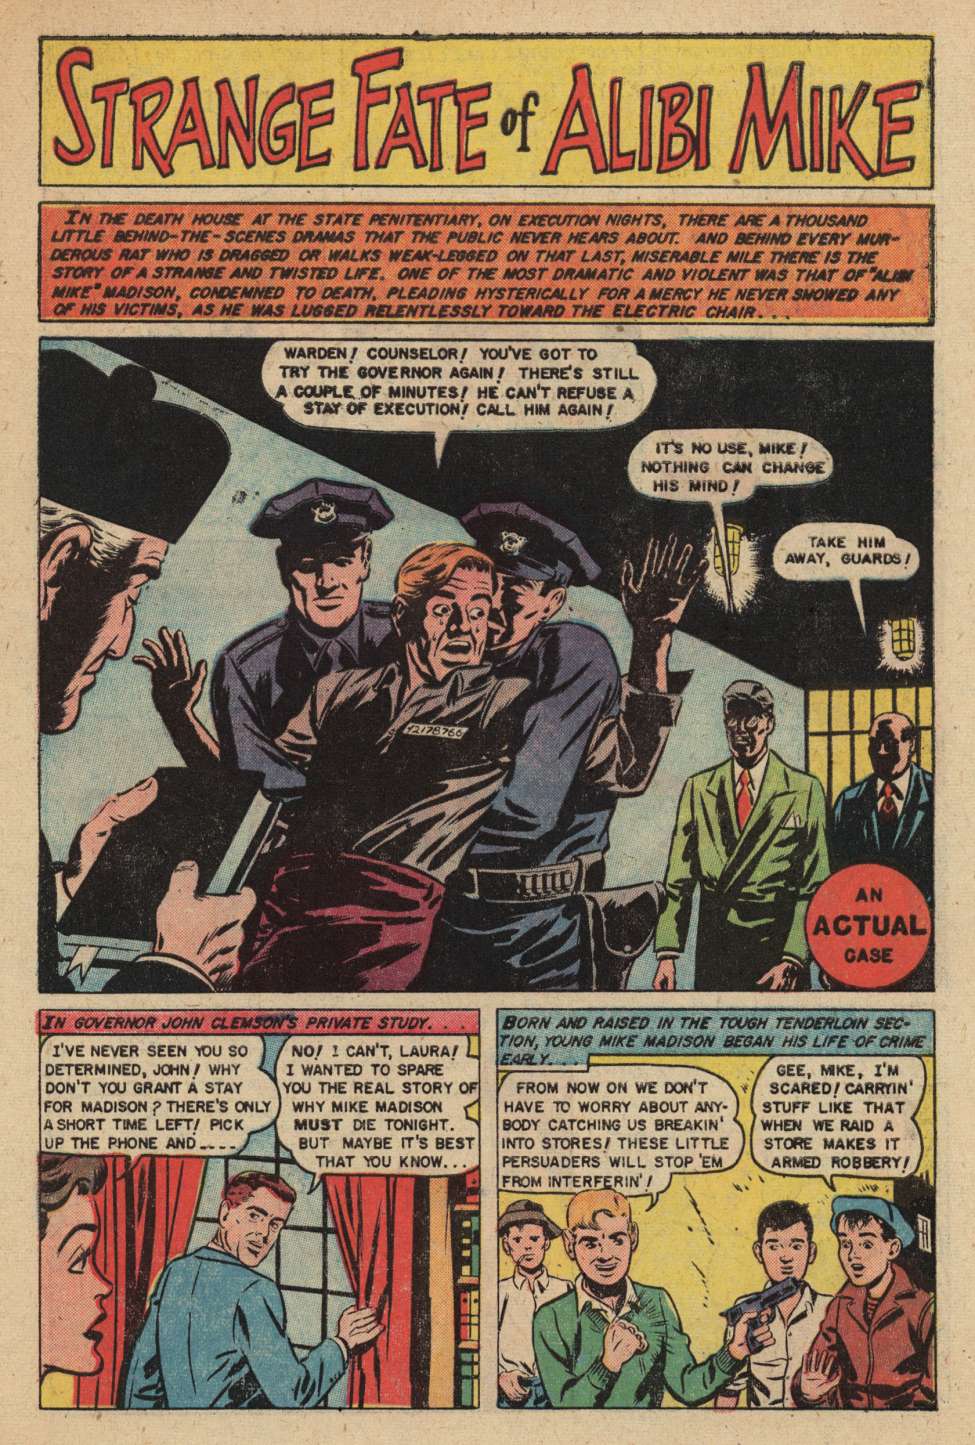 STRANGE FATE of ALIBI MIKE
IN THE DEATH HOUSE AT THE STATE PENITENTIARY, ON EXECUTION NIGHTS, THERE ARE A THOUSAND
LITTLE BEHIND-THE-SCENES DRAMAS THAT THE PUBLIC NEVER HEARS ABOUT. AND BEHIND EVERY MUR-
DEROUS RAT WHO IS DRAGGED OR WALKS WEAK-LEGGED ON THAT LAST, MISERABLE MILE THERE IS THE
STORY OF A STRANGE AND TWISTED LIFE. ONE OF THE MOST DRAMATIC AND VIOLENT WAS THAT OF "ALIBI
MIKE" MADISON, CONDEMNED TO DEATH, PLEADING HYSTERICALLY FOR A MERCY HE NEVER SHOWED ANY
OF HIS VICTIMS, AS HE WAS LUGGED RELENTLESSLY TOWARD THE ELECTRIC CHAIR...
WARDEN! COUNSELOR! YOU'VE GOT TO
TRY THE GOVERNOR AGAIN! THERE'S STILL
A COUPLE OF MINUTES! HE CAN'T REFUSE A
STAY OF EXECUTION! CALL HIM AGAIN!
IT'S NO USE, MIKE!
NOTHING CAN CHANGE
HIS MIND!
TAKE HIM
AWAY, GUARDS!
42178766
AN
ACTUAL
CASE
IN GOVERNOR JOHN CLEMSON'S PRIVATE STUDY...
I'VE NEVER SEEN YOU SO
DETERMINED, JOHN! WHY
DON'T YOU GRANT A STAY
FOR MADISON? THERE'S ONLY
A SHORT TIME LEFT! PICK
UP THE PHONE AND....
NO! I CAN'T, LAURA!
I WANTED TO SPARE
YOU THE REAL STORY OF
WHY MIKE MADISON
MUST DIE TONIGHT.
BUT MAYBE IT'S BEST
THAT YOU KNOW...
BORN AND RAISED IN THE TOUGH TENDERLOIN SEC-
TION, YOUNG MIKE MADISON BEGAN HIS LIFE OF CRIME
EARLY....
FROM NOW ON WE DON'T
HAVE TO WORRY ABOUT ANY-
BODY CATCHING US BREAKIN'
INTO STORES! THESE LITTLE
PERSUADERS WILL STOP 'EM
FROM INTERFERIN'!
GEE, MIKE, I'M
SCARED! CARRYIN'
STUFF LIKE THAT
WHEN WE RAID A
STORE MAKES IT
ARMED ROBBERY!